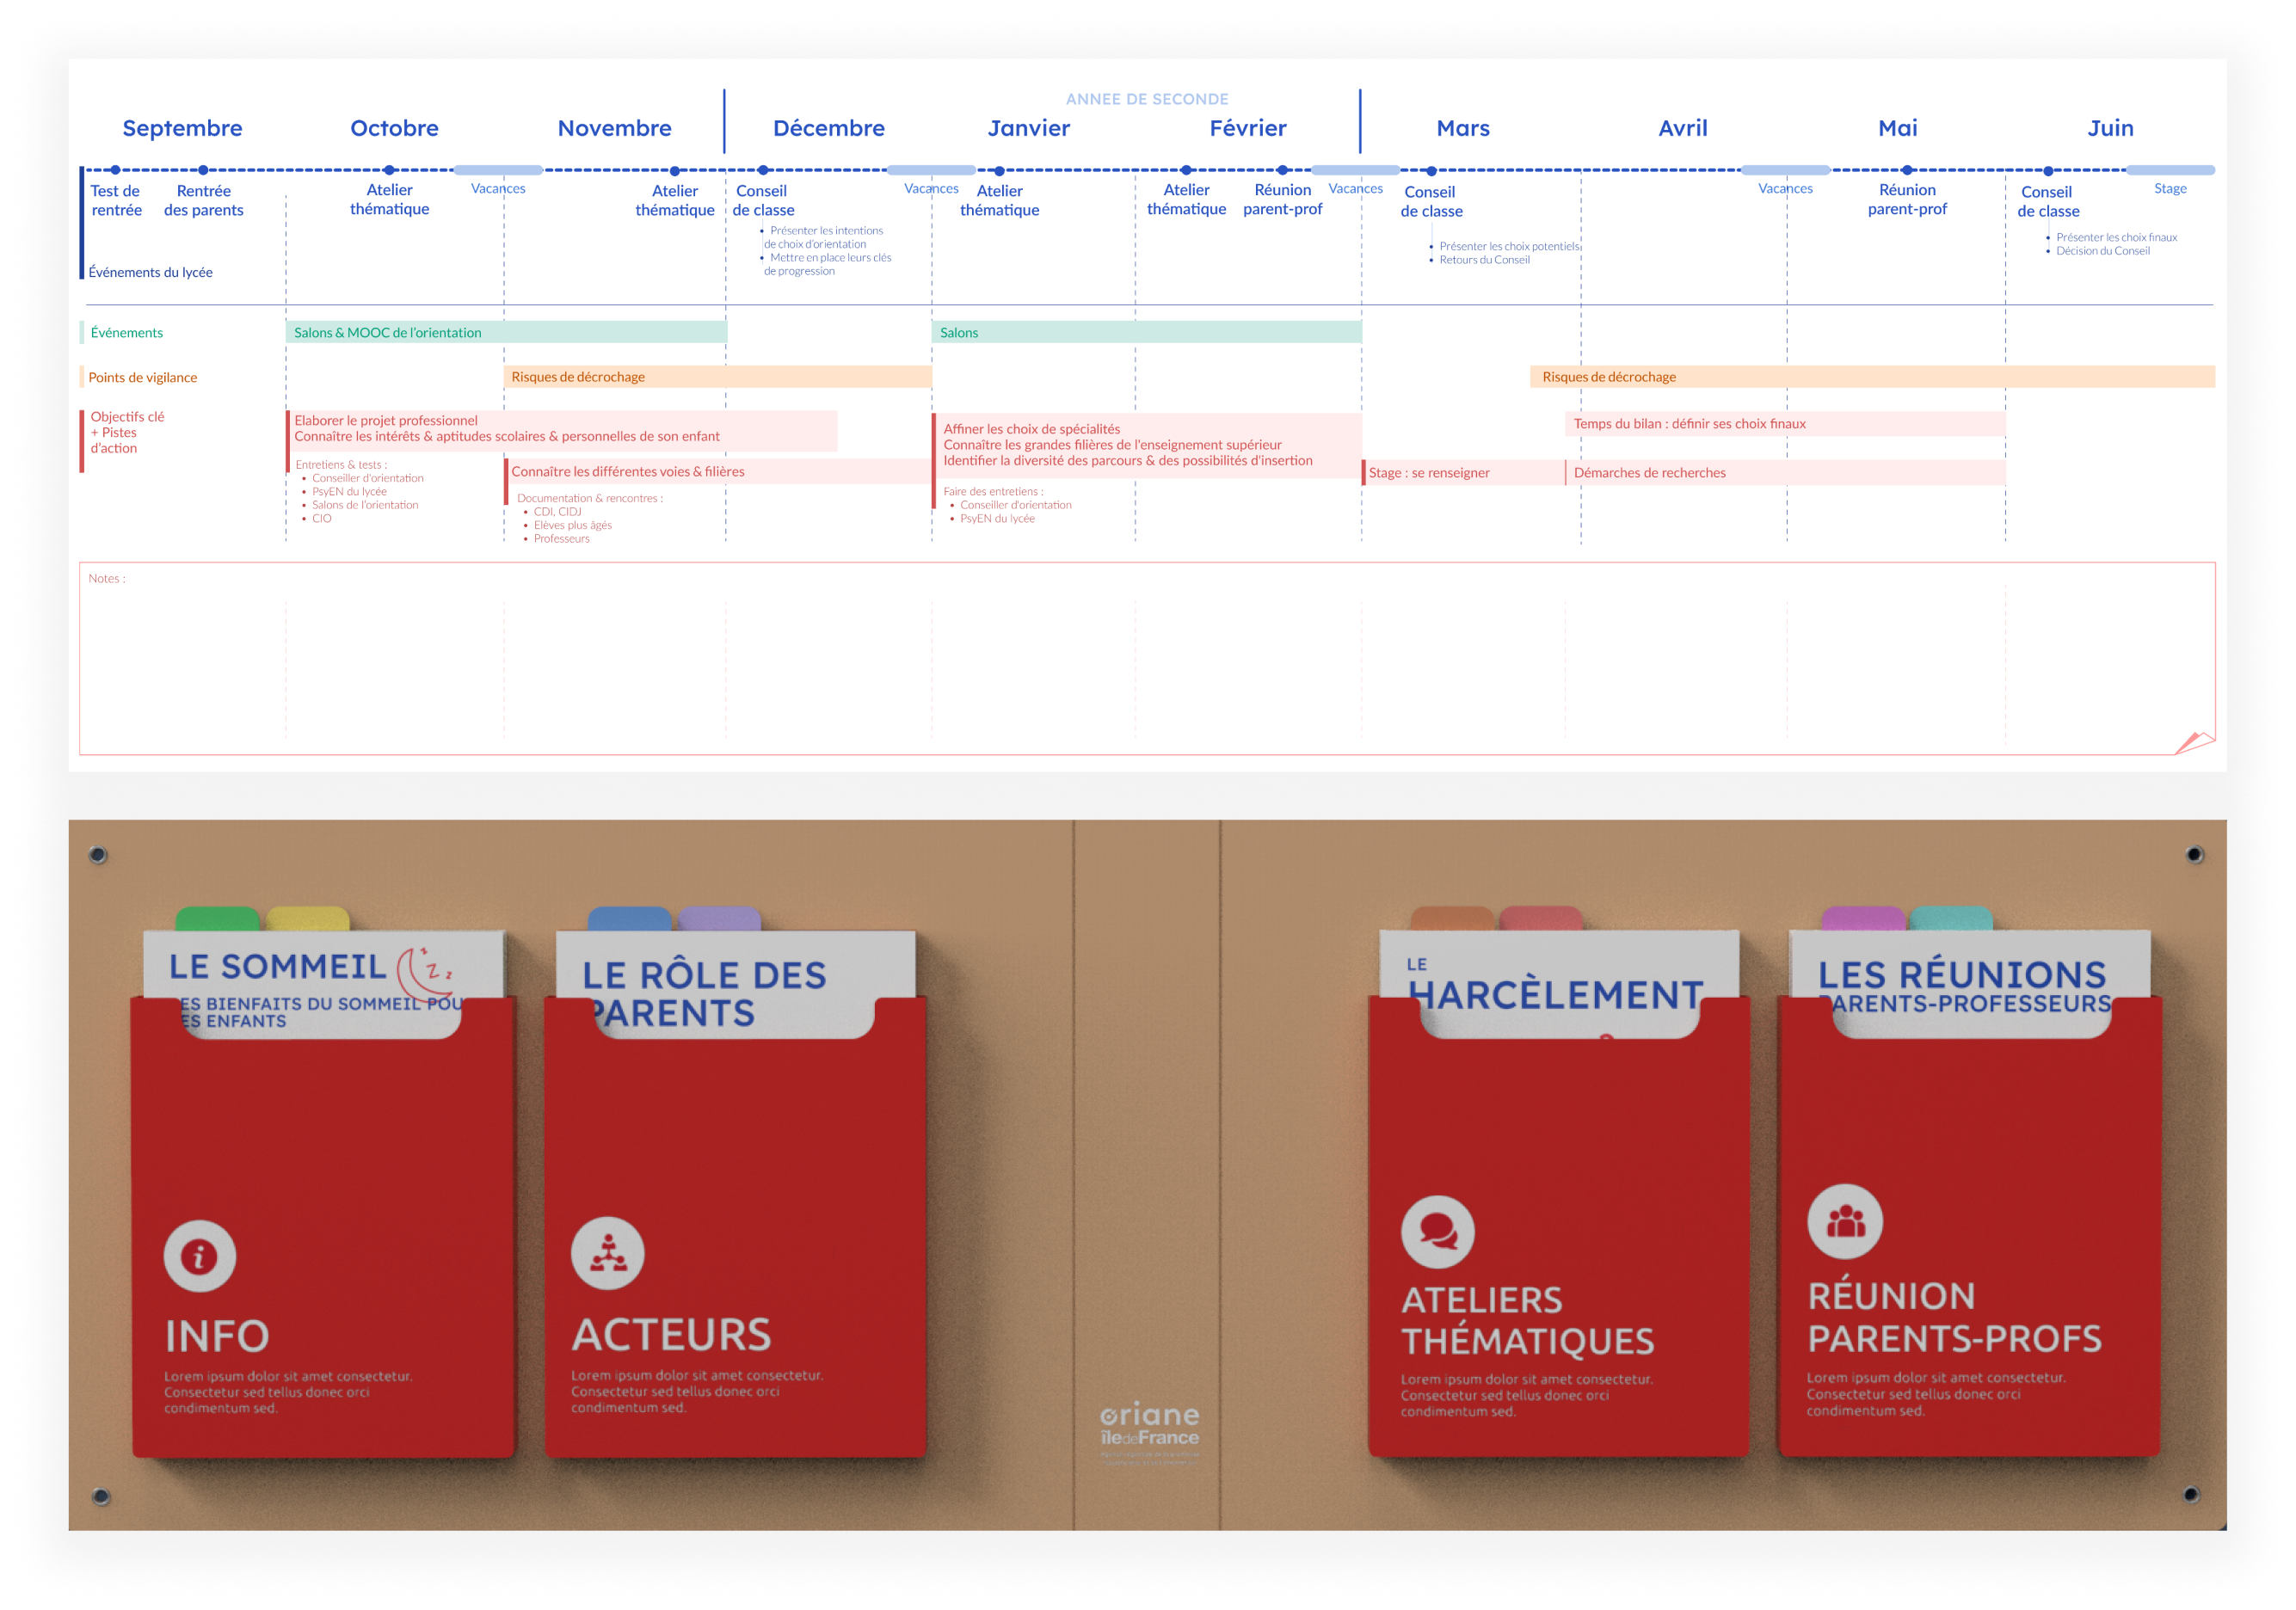 ANNEE DE SECONDE
Septembre
Octobre
Novembre
Décembre
Janvier
Février
Mars
Avril
Mai
Juin
Test de
rentrée
Rentrée
des parents
Atelier
thématique
Vacances
Atelier
thématique
Conseil
de classe
• Présenter les intentions
de choix d'orientation
• Mettre en place leurs clés
de progression
Vacances
Atelier
thématique
Atelier
thématique
Réunion
parent-prof
Vacances
Conseil
de classe
• Présenter les choix potentiels
• Retours du Conseil
Vacances
Réunion
parent-prof
Conseil
de classe
• Présenter les choix finaux
• Décision du Conseil
Stage
Événements du lycée
Événements
Salons & MOOC de l'orientation
Salons
Points de vigilance
Risques de décrochage
Risques de décrochage
Objectifs clé
+ Pistes
d'action
Elaborer le projet professionnel
Connaître les intérêts & aptitudes scolaires & personnelles de son enfant
Entretiens & tests :
• Conseiller d'orientation
• PsyEN du lycée
• Salons de l'orientation
• CIO
Connaître les différentes voies & filières
Documentation & rencontres :
• CDI, CIDJ
• Elèves plus âgés
• Professeurs
Affiner les choix de spécialités
Connaître les grandes filières de l'enseignement supérieur
Identifier la diversité des parcours & des possibilités d'insertion
Faire des entretiens :
• Conseiller d'orientation
• PsyEN du lycée
Temps du bilan : définir ses choix finaux
Stage : se renseigner
Démarches de recherches
Notes :
LE SOMMEIL
z z z
ES BIENFAITS DU SOMMEIL POU
ES ENFANTS
INFO
Lorem ipsum dolor sit amet consectetur.
Consectetur sed tellus donec orci
condimentum sed.
LE RÔLE DES
PARENTS
ACTEURS
Lorem ipsum dolor sit amet consectetur.
Consectetur sed tellus donec orci
condimentum sed.
oriane
îledeFrance
LE
HARCÈLEMENT
ATELIERS
THÉMATIQUES
Lorem ipsum dolor sit amet consectetur.
Consectetur sed tellus donec orci
condimentum sed.
LES RÉUNIONS
PARENTS-PROFESSEURS
RÉUNION
PARENTS-PROFS
Lorem ipsum dolor sit amet consectetur.
Consectetur sed tellus donec orci
condimentum sed.